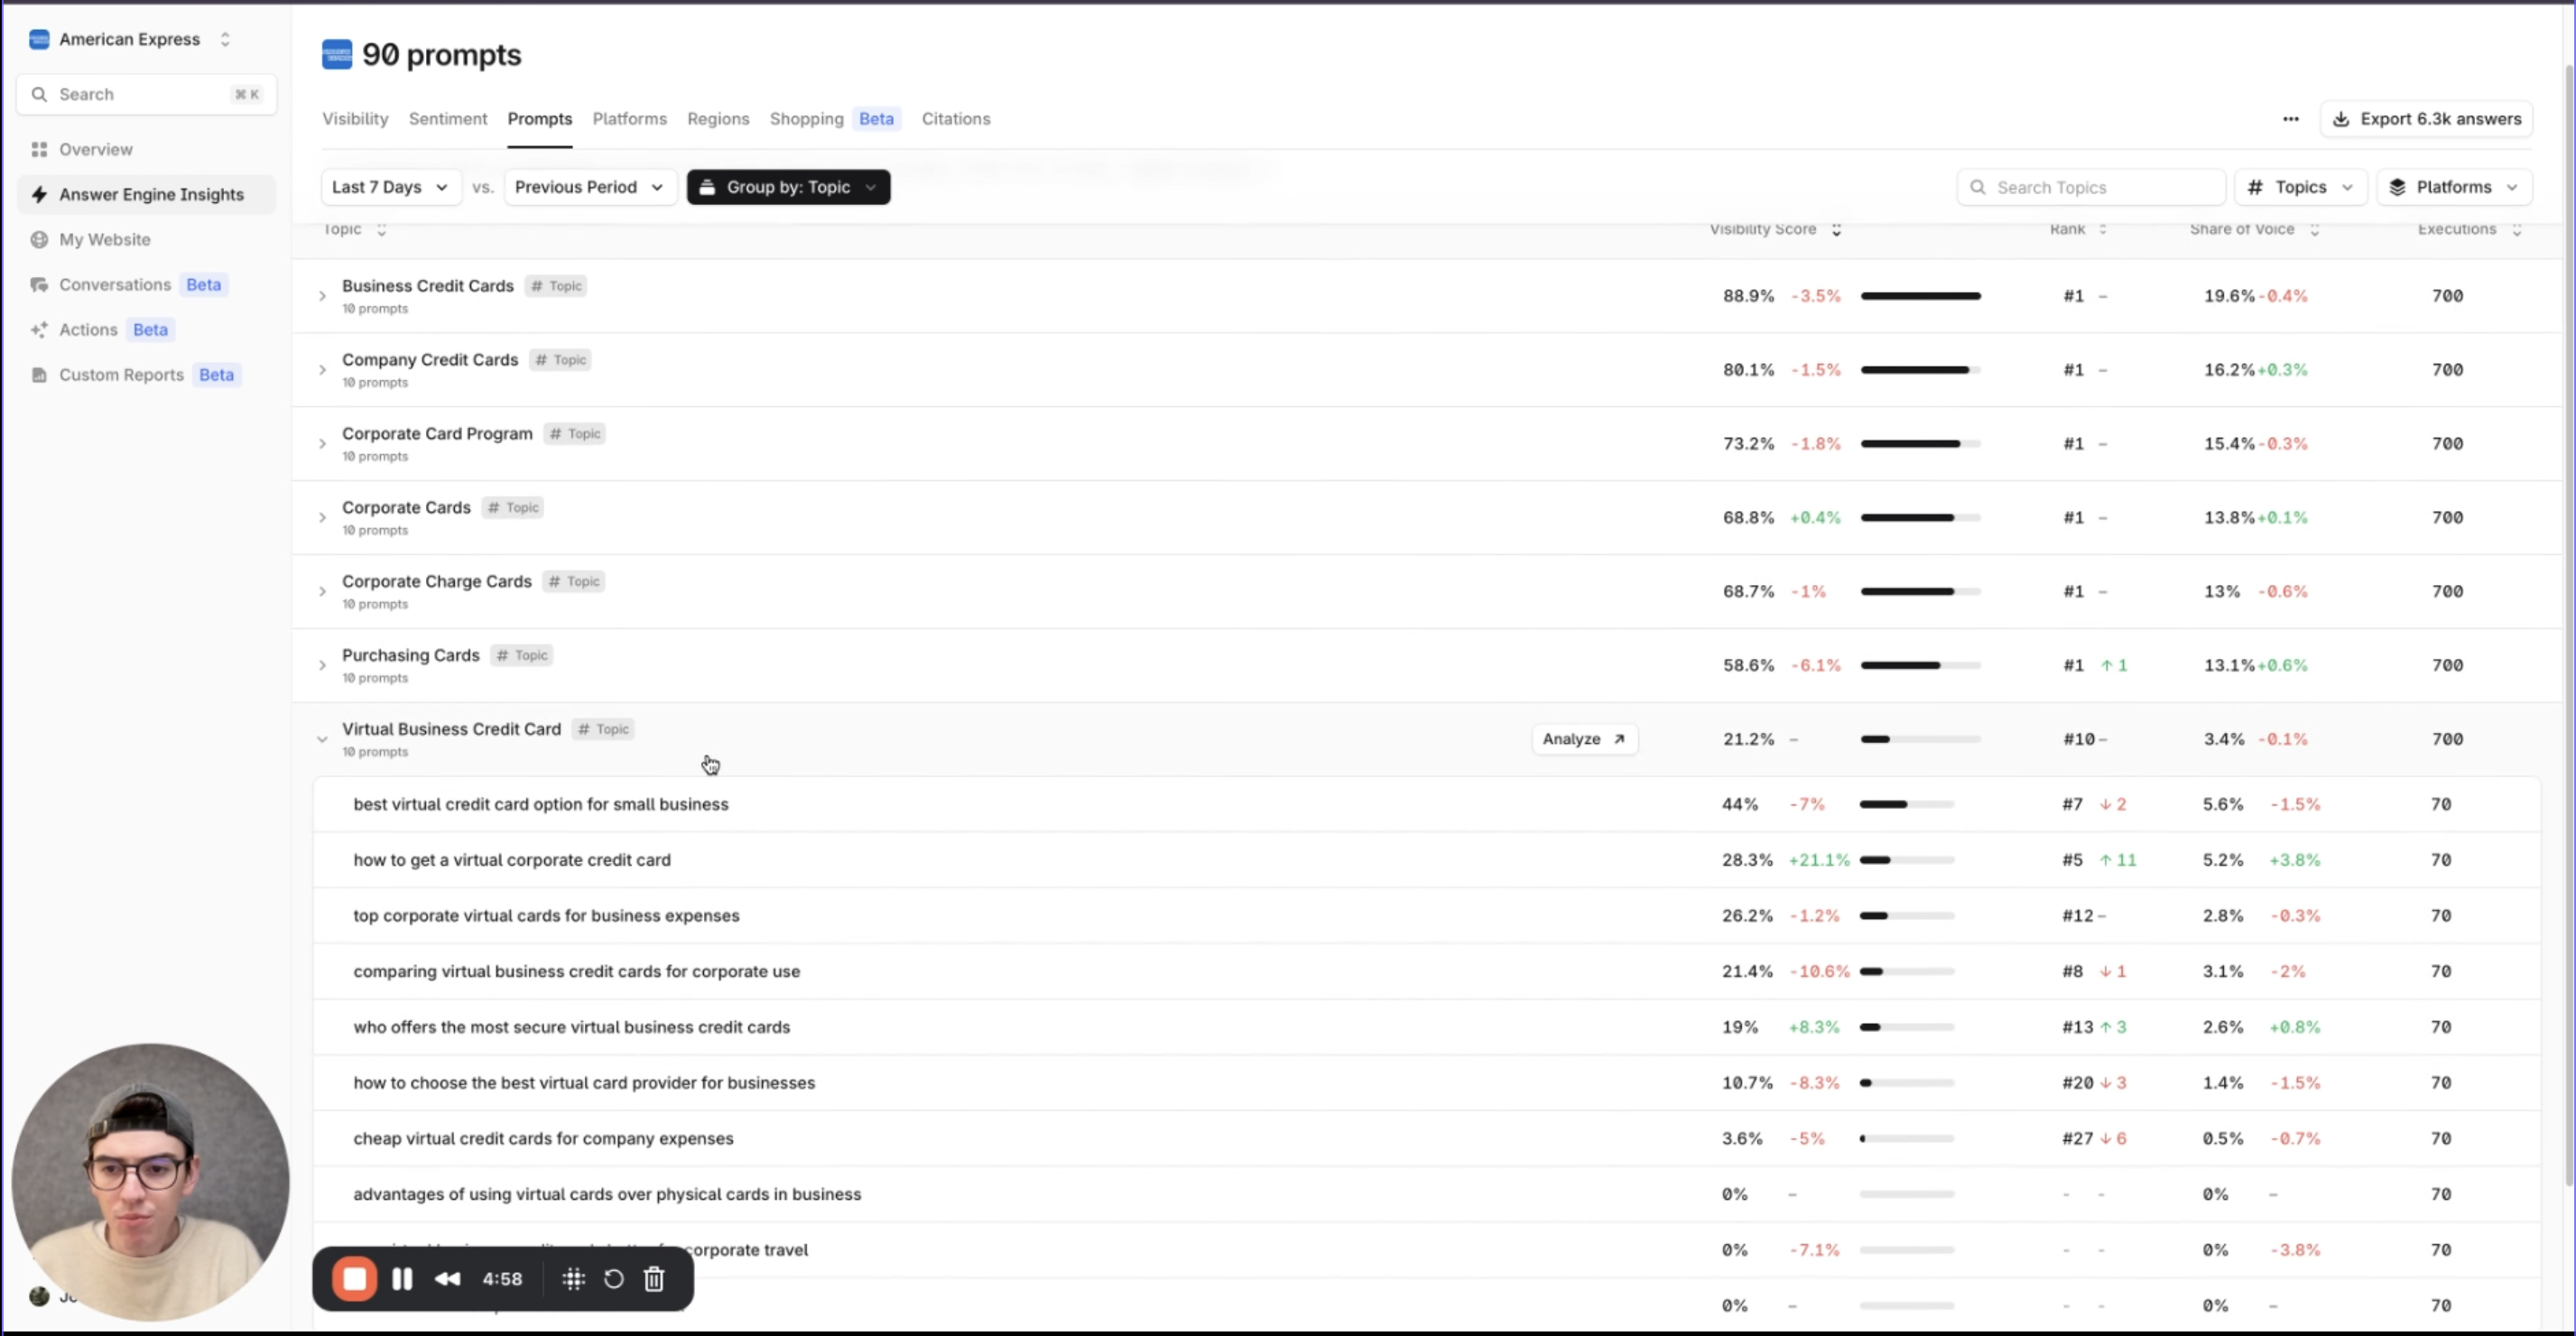 American Express
90 prompts
Search ⌘ K
Visibility Sentiment Prompts Platforms Regions Shopping Beta Citations
Export 6.3k answers
Overview
Answer Engine Insights
My Website
Conversations Beta
Actions Beta
Custom Reports Beta
Last 7 Days vs. Previous Period Group by: Topic Search Topics # Topics Platforms
Topic Visibility Score Rank Share of Voice Executions
Business Credit Cards # Topic
10 prompts
88.9% -3.5% #1 – 19.6% -0.4% 700
Company Credit Cards # Topic
10 prompts
80.1% -1.5% #1 – 16.2% +0.3% 700
Corporate Card Program # Topic
10 prompts
73.2% -1.8% #1 – 15.4% -0.3% 700
Corporate Cards # Topic
10 prompts
68.8% +0.4% #1 – 13.8% +0.1% 700
Corporate Charge Cards # Topic
10 prompts
68.7% -1% #1 – 13% -0.6% 700
Purchasing Cards # Topic
10 prompts
58.6% -6.1% #1 ↑ 1 13.1% +0.6% 700
Virtual Business Credit Card # Topic
10 prompts
Analyze ↗ 21.2% – #10 – 3.4% -0.1% 700
best virtual credit card option for small business 44% -7% #7 ↓ 2 5.6% -1.5% 70
how to get a virtual corporate credit card 28.3% +21.1% #5 ↑ 11 5.2% +3.8% 70
top corporate virtual cards for business expenses 26.2% -1.2% #12 – 2.8% -0.3% 70
comparing virtual business credit cards for corporate use 21.4% -10.6% #8 ↓ 1 3.1% -2% 70
who offers the most secure virtual business credit cards 19% +8.3% #13 ↑ 3 2.6% +0.8% 70
how to choose the best virtual card provider for businesses 10.7% -8.3% #20 ↓ 3 1.4% -1.5% 70
cheap virtual credit cards for company expenses 3.6% -5% #27 ↓ 6 0.5% -0.7% 70
advantages of using virtual cards over physical cards in business 0% – - - 0% – 70
corporate travel 0% -7.1% - - 0% -3.8% 70
0% – - - 0% – 70
4:58